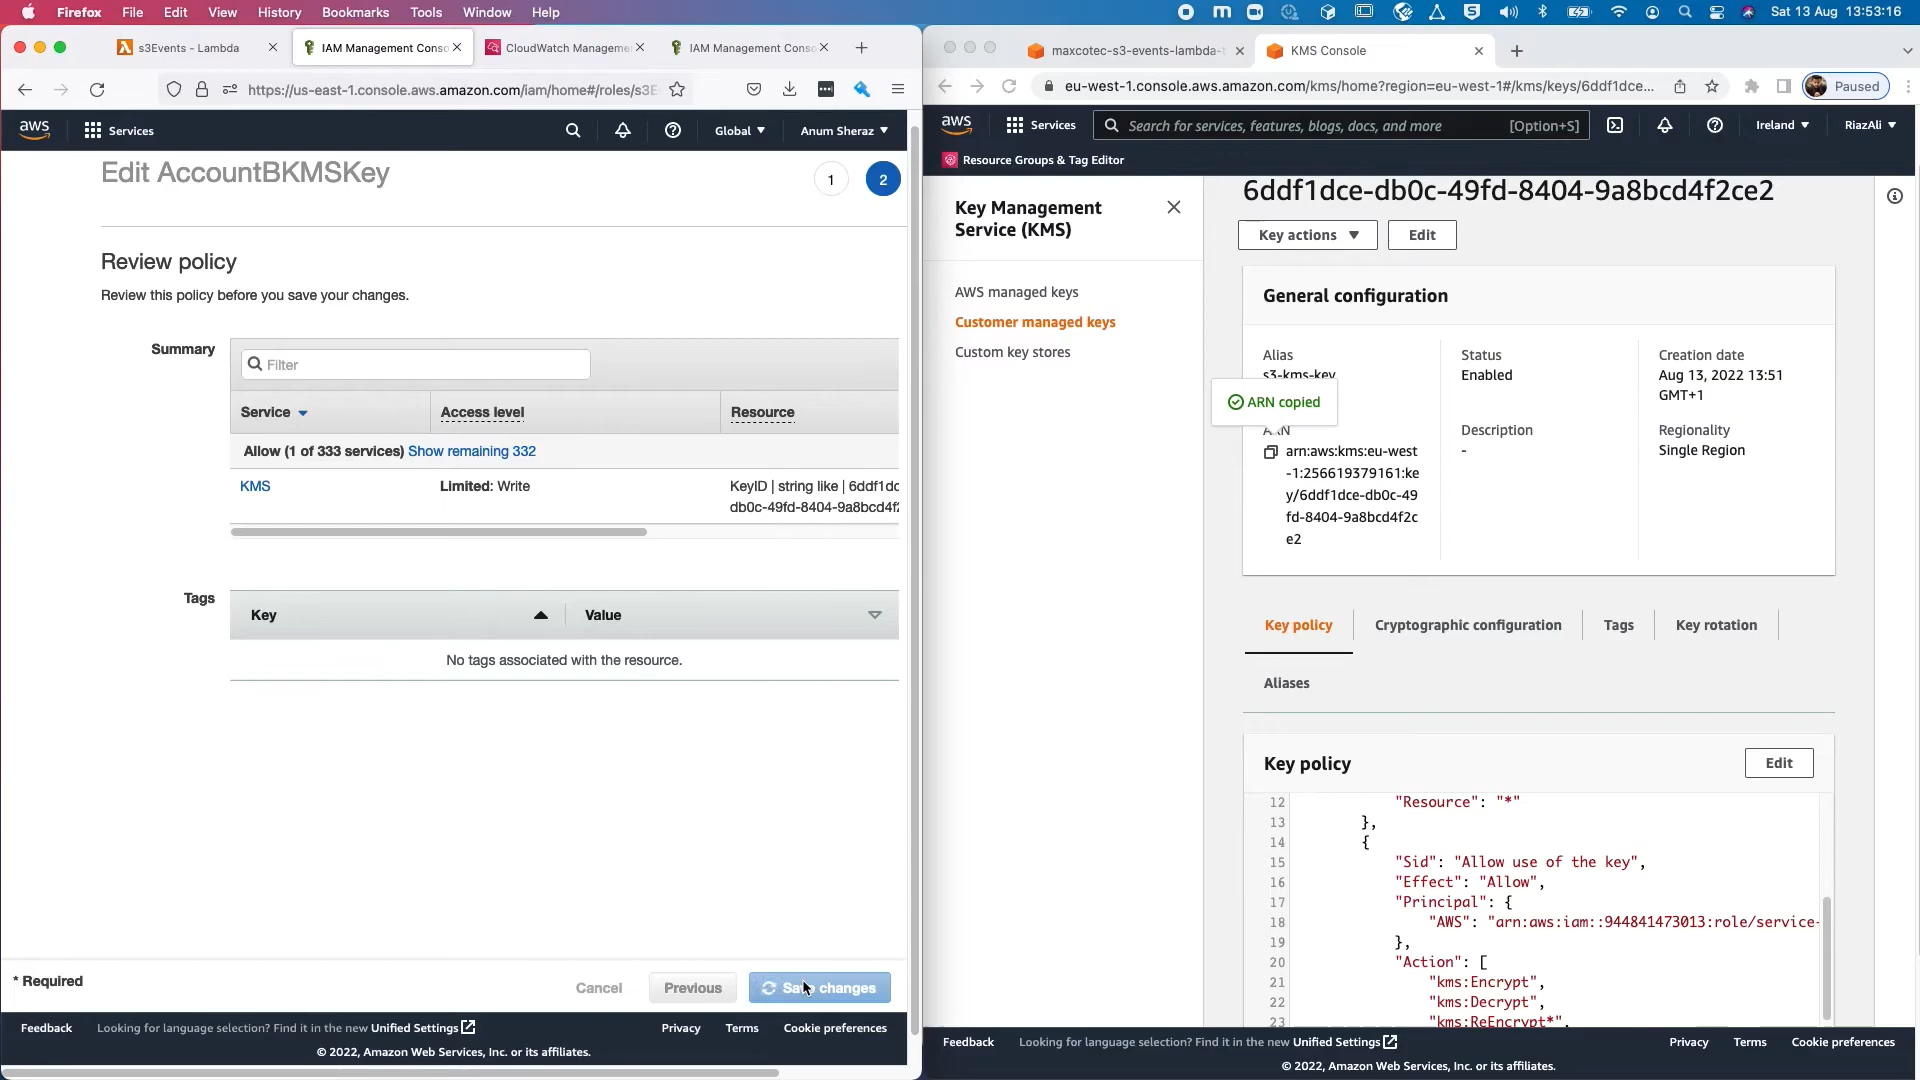 Firefox File Edit View History Bookmarks Tools Window Help
Sat 13 Aug 13:53:16
s3Events - Lambda
IAM Management Conso
CloudWatch Manageme
IAM Management Conso
https://us-east-1.console.aws.amazon.com/iam/home#/roles/s3E
aws Services Global Anum Sheraz
Edit AccountBKMSKey
1 2
Review policy
Review this policy before you save your changes.
Summary
Filter
Service Access level Resource
Allow (1 of 333 services) Show remaining 332
KMS Limited: Write KeyID | string like | 6ddf1dc
db0c-49fd-8404-9a8bcd4f2
Tags
Key Value
No tags associated with the resource.
* Required
Cancel Previous Save changes
Feedback Looking for language selection? Find it in the new Unified Settings Privacy Terms Cookie preferences
© 2022, Amazon Web Services, Inc. or its affiliates.
maxcotec-s3-events-lambda-t
KMS Console
eu-west-1.console.aws.amazon.com/kms/home?region=eu-west-1#/kms/keys/6ddf1dce...
Paused
aws Services Search for services, features, blogs, docs, and more [Option+S] Ireland RiazAli
Resource Groups & Tag Editor
Key Management
Service (KMS)
AWS managed keys
Customer managed keys
Custom key stores
6ddf1dce-db0c-49fd-8404-9a8bcd4f2ce2
Key actions Edit
General configuration
Alias
s3-kms-key
ARN copied
ARN
arn:aws:kms:eu-west
-1:256619379161:ke
y/6ddf1dce-db0c-49
fd-8404-9a8bcd4f2c
e2
Status
Enabled
Description
-
Creation date
Aug 13, 2022 13:51
GMT+1
Regionality
Single Region
Key policy Cryptographic configuration Tags Key rotation
Aliases
Key policy Edit
12 "Resource": "*"
13 },
14 {
15 "Sid": "Allow use of the key",
16 "Effect": "Allow",
17 "Principal": {
18 "AWS": "arn:aws:iam::944841473013:role/service-
19 },
20 "Action": [
21 "kms:Encrypt",
22 "kms:Decrypt",
23 "kms:ReEncrypt*",
Feedback Looking for language selection? Find it in the new Unified Settings Privacy Terms Cookie preferences
© 2022, Amazon Web Services, Inc. or its affiliates.